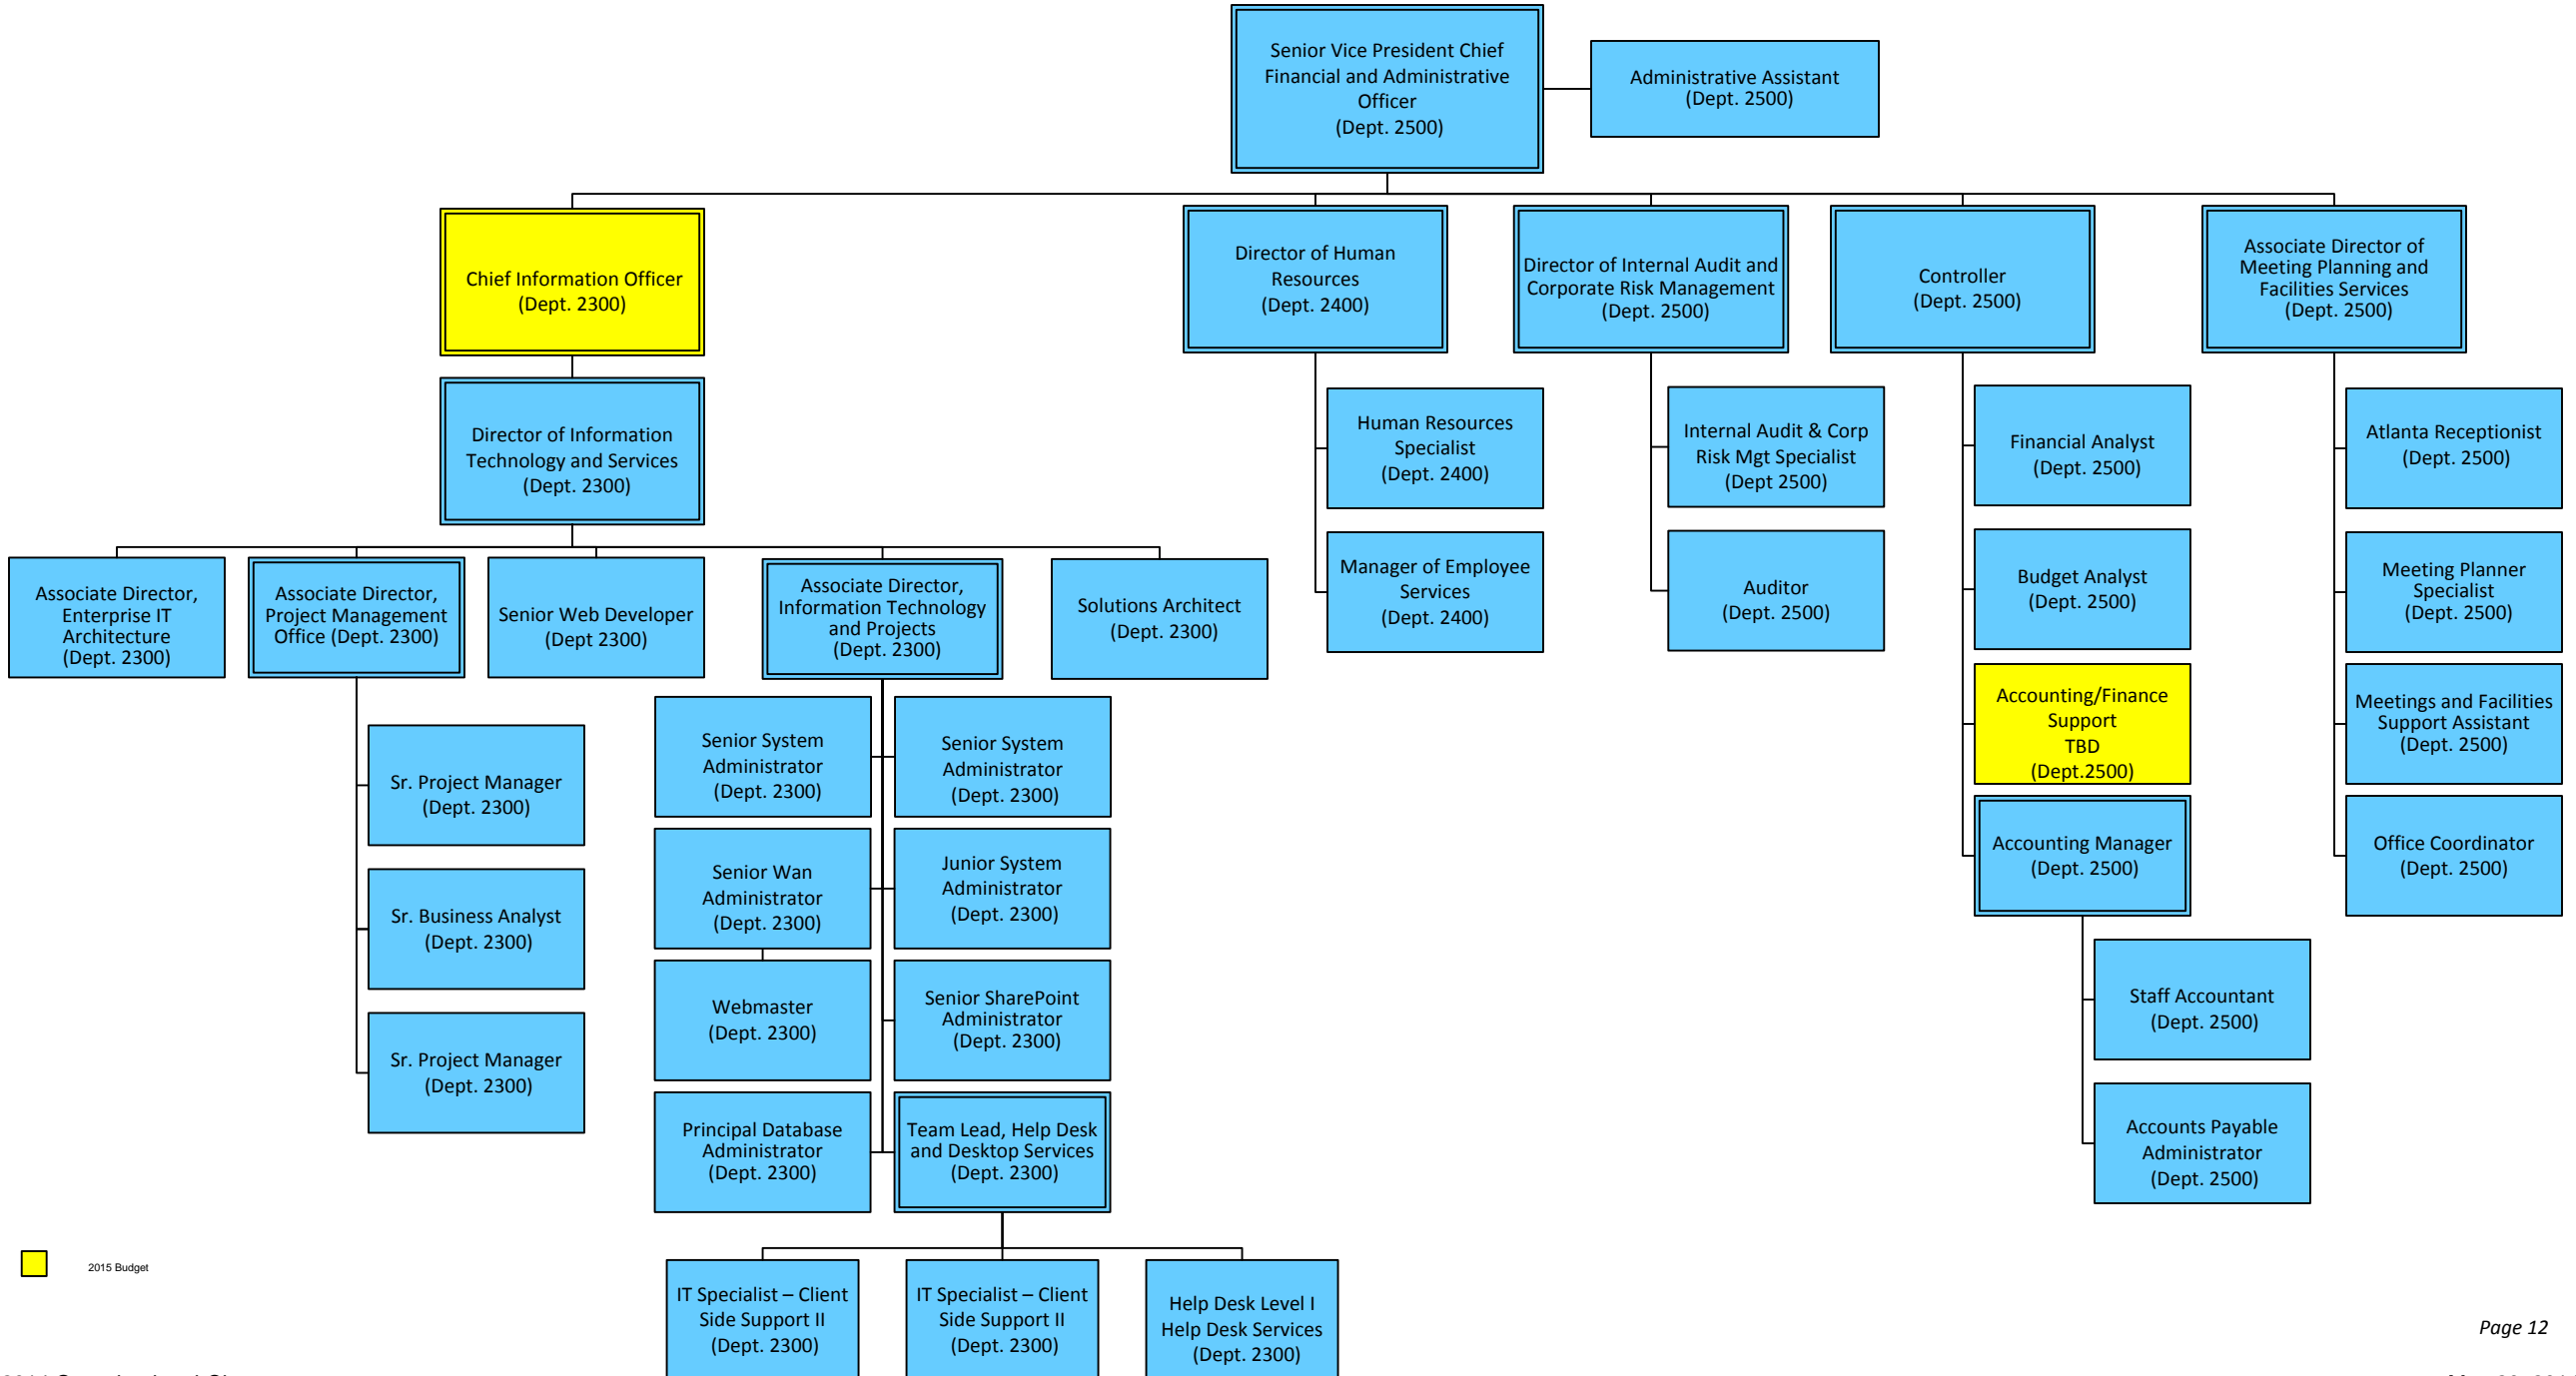 Senior Vice President Chief
Financial and Administrative
Officer
(Dept. 2500)
Administrative Assistant
(Dept. 2500)
Chief Information Officer
(Dept. 2300)
Director of Human
Resources
(Dept. 2400)
Director of Internal Audit and
Corporate Risk Management
(Dept. 2500)
Controller
(Dept. 2500)
Associate Director of
Meeting Planning and
Facilities Services
(Dept. 2500)
Director of Information
Technology and Services
(Dept. 2300)
Human Resources
Specialist
(Dept. 2400)
Manager of Employee
Services
(Dept. 2400)
Internal Audit & Corp
Risk Mgt Specialist
(Dept 2500)
Auditor
(Dept. 2500)
Financial Analyst
(Dept. 2500)
Budget Analyst
(Dept. 2500)
Accounting/Finance
Support
TBD
(Dept.2500)
Accounting Manager
(Dept. 2500)
Staff Accountant
(Dept. 2500)
Accounts Payable
Administrator
(Dept. 2500)
Atlanta Receptionist
(Dept. 2500)
Meeting Planner
Specialist
(Dept. 2500)
Meetings and Facilities
Support Assistant
(Dept. 2500)
Office Coordinator
(Dept. 2500)
Associate Director,
Enterprise IT
Architecture
(Dept. 2300)
Associate Director,
Project Management
Office (Dept. 2300)
Senior Web Developer
(Dept 2300)
Associate Director,
Information Technology
and Projects
(Dept. 2300)
Solutions Architect
(Dept. 2300)
Sr. Project Manager
(Dept. 2300)
Sr. Business Analyst
(Dept. 2300)
Sr. Project Manager
(Dept. 2300)
Senior System
Administrator
(Dept. 2300)
Senior System
Administrator
(Dept. 2300)
Senior Wan
Administrator
(Dept. 2300)
Junior System
Administrator
(Dept. 2300)
Webmaster
(Dept. 2300)
Senior SharePoint
Administrator
(Dept. 2300)
Principal Database
Administrator
(Dept. 2300)
Team Lead, Help Desk
and Desktop Services
(Dept. 2300)
IT Specialist – Client
Side Support II
(Dept. 2300)
IT Specialist – Client
Side Support II
(Dept. 2300)
Help Desk Level I
Help Desk Services
(Dept. 2300)
2015 Budget
Page 12